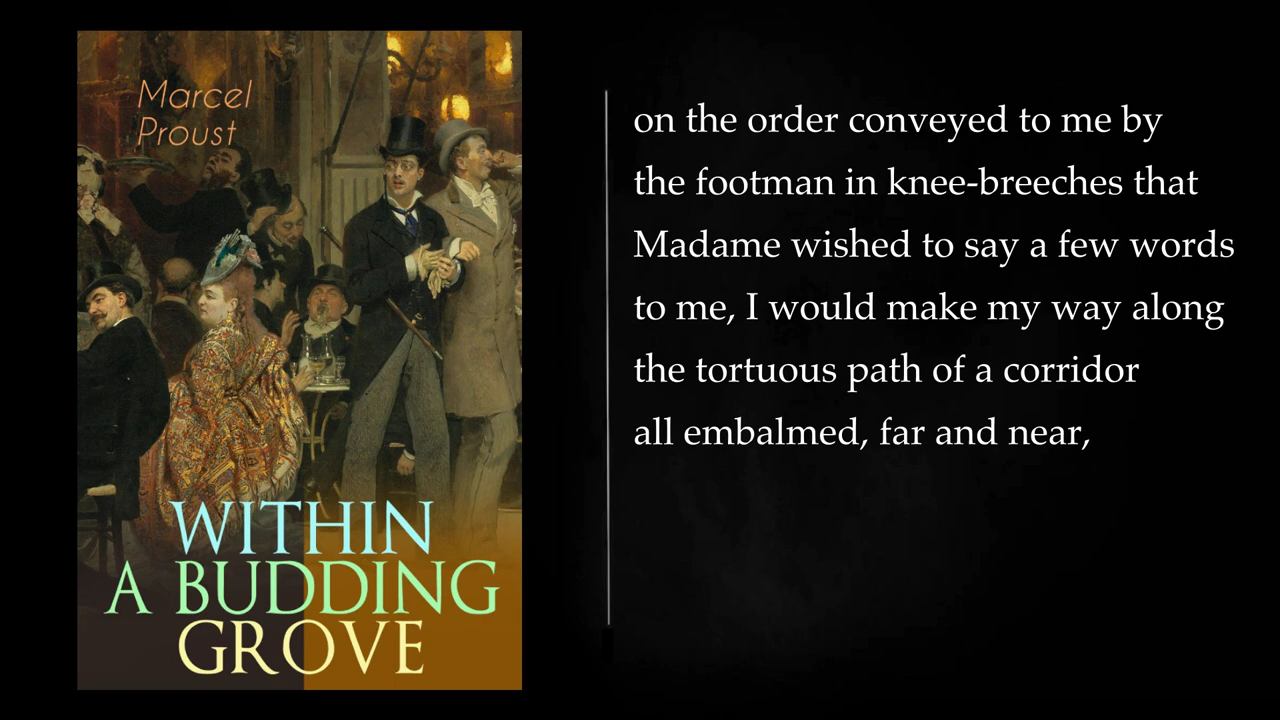 Marcel
Proust
WITHIN
A BUDDING
GROVE
on the order conveyed to me by
the footman in knee-breeches that
Madame wished to say a few words
to me, I would make my way along
the tortuous path of a corridor
all embalmed, far and near,